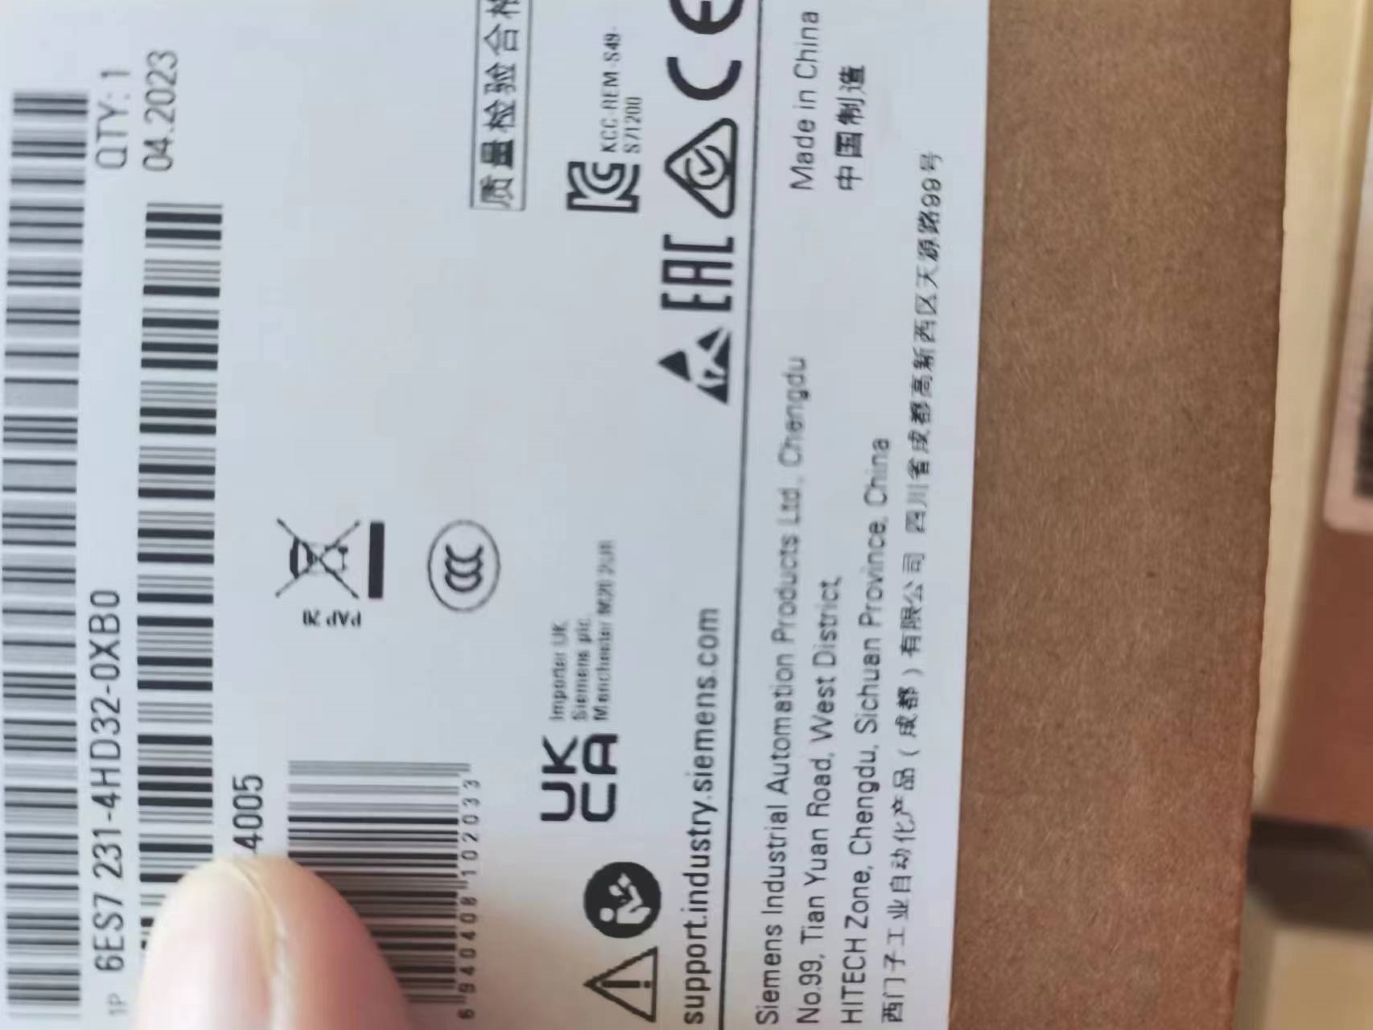 1P 6ES7 231-4HD32-0XB0
QTY: 1
04.2023
4005
质量检验合格
KCC-REM-S49-
S71200
PAP
Importer UK
Siemens plc.
Manchester M20 2UR
UK
CA
CCC
EAC
CE
6 940408 102033
support.industry.siemens.com
Siemens Industrial Automation Products Ltd., Chengdu
No.99, Tian Yuan Road, West District,
HITECH Zone, Chengdu, Sichuan Province, China
西门子工业自动化产品(成都)有限公司 四川省成都高新西区天源路99号
Made in China
中国制造